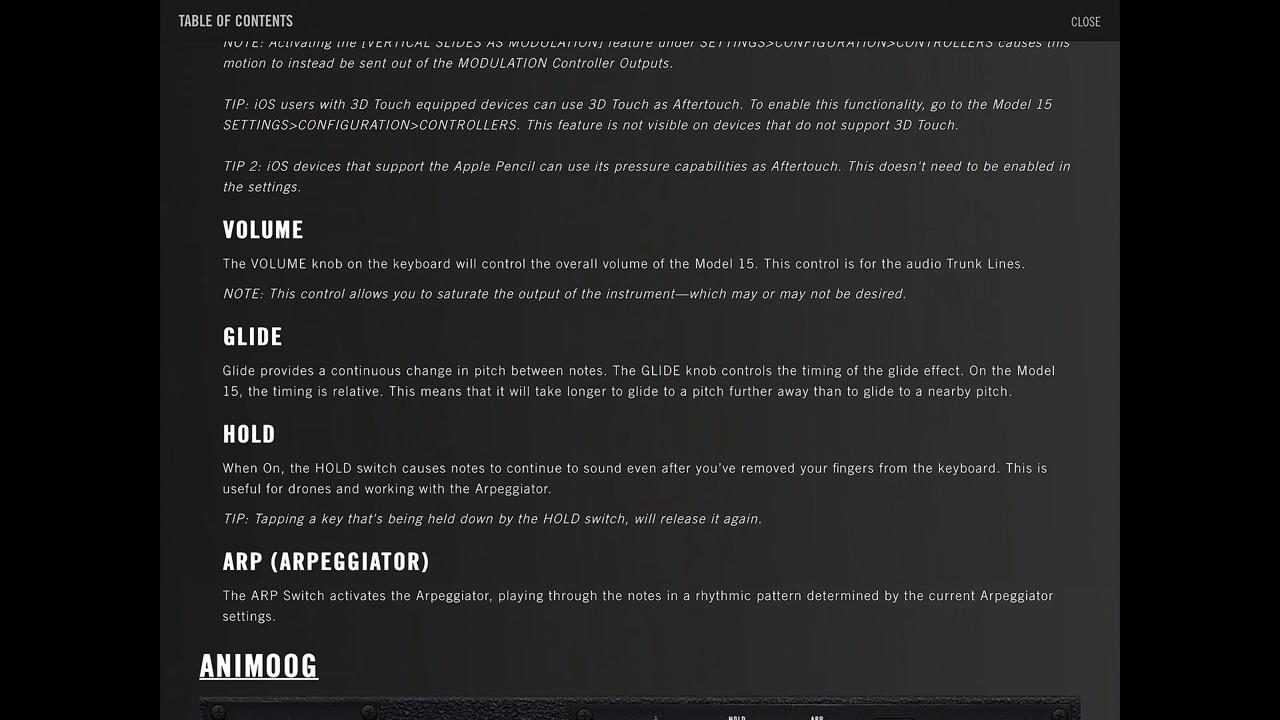 TABLE OF CONTENTS
CLOSE
NOTE: Activating the [VERTICAL SLIDES AS MODULATION] feature under SETTINGS>CONFIGURATION>CONTROLLERS causes this
motion to instead be sent out of the MODULATION Controller Outputs.
TIP: iOS users with 3D Touch equipped devices can use 3D Touch as Aftertouch. To enable this functionality, go to the Model 15
SETTINGS>CONFIGURATION>CONTROLLERS. This feature is not visible on devices that do not support 3D Touch.
TIP 2: iOS devices that support the Apple Pencil can use its pressure capabilities as Aftertouch. This doesn't need to be enabled in
the settings.
VOLUME
The VOLUME knob on the keyboard will control the overall volume of the Model 15. This control is for the audio Trunk Lines.
NOTE: This control allows you to saturate the output of the instrument—which may or may not be desired.
GLIDE
Glide provides a continuous change in pitch between notes. The GLIDE knob controls the timing of the glide effect. On the Model
15, the timing is relative. This means that it will take longer to glide to a pitch further away than to glide to a nearby pitch.
HOLD
When On, the HOLD switch causes notes to continue to sound even after you've removed your fingers from the keyboard. This is
useful for drones and working with the Arpeggiator.
TIP: Tapping a key that's being held down by the HOLD switch, will release it again.
ARP (ARPEGGIATOR)
The ARP Switch activates the Arpeggiator, playing through the notes in a rhythmic pattern determined by the current Arpeggiator
settings.
ANIMOOG
HOLD
ARP